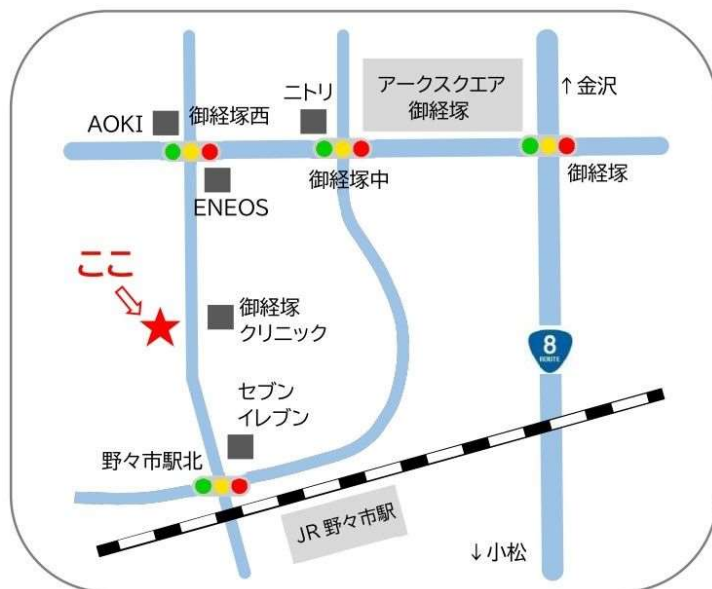 アークスクエア
御経塚
↑金沢
ニトリ
御経塚西
AOKI
御経塚中
御経塚
ENEOS
ここ
御経塚
クリニック
8
ROUTE
セブン
イレブン
野々市駅北
JR 野々市駅
↓小松